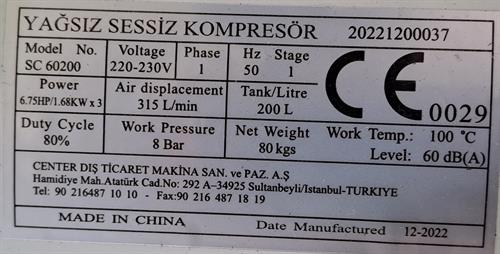 YAĞSIZ SESSİZ KOMPRESÖR 20221200037
Model No. Voltage Phase Hz Stage
SC 60200 220-230V 1 50 1
Power Air displacement Tank/Litre
6.75HP/1.68KW x 3 315 L/min 200 L
CE 0029
Duty Cycle Work Pressure Net Weight Work Temp.: 100 °C
80% 8 Bar 80 kgs Level: 60 dB(A)
CENTER DIŞ TİCARET MAKİNA SAN. ve PAZ. A.Ş
Hamidiye Mah.Atatürk Cad.No: 292 A-34925 Sultanbeyli/Istanbul-TURKIYE
Tel: 90 216487 10 10 - Fax:90 216 487 18 19
MADE IN CHINA Date Manufactured 12-2022